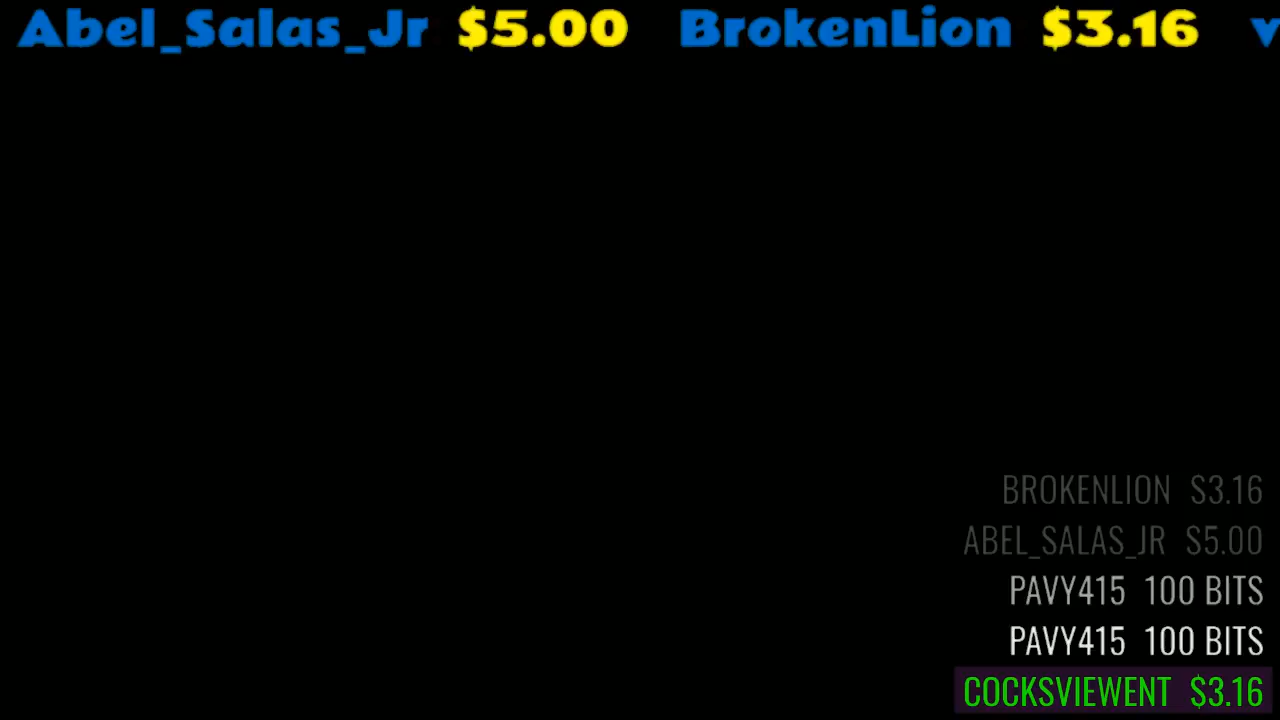 Abel_Salas_Jr $5.00 BrokenLion $3.16
BROKENLION $3.16
ABEL_SALAS_JR $5.00
PAVY415 100 BITS
PAVY415 100 BITS
COCKSVIEWENT $3.16